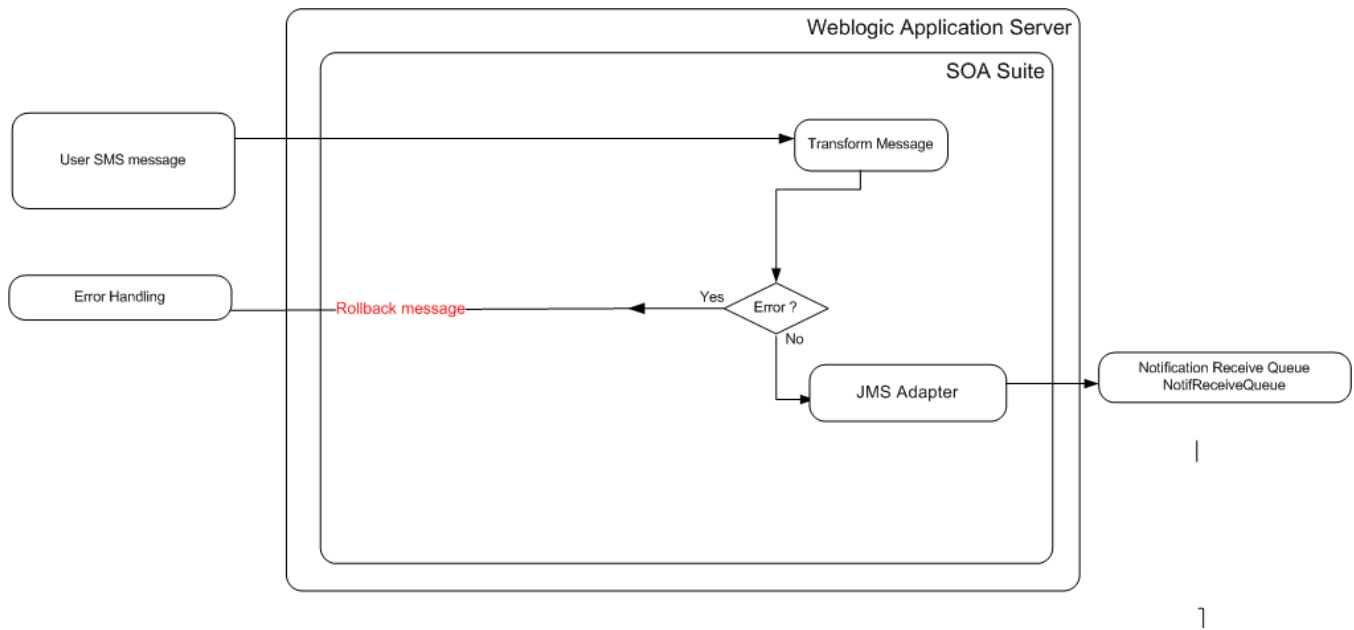 Weblogic Application Server
SOA Suite
User SMS message
Transform Message
Error Handling
Rollback message
Yes
Error ?
No
JMS Adapter
Notification Receive Queue
NotifReceiveQueue